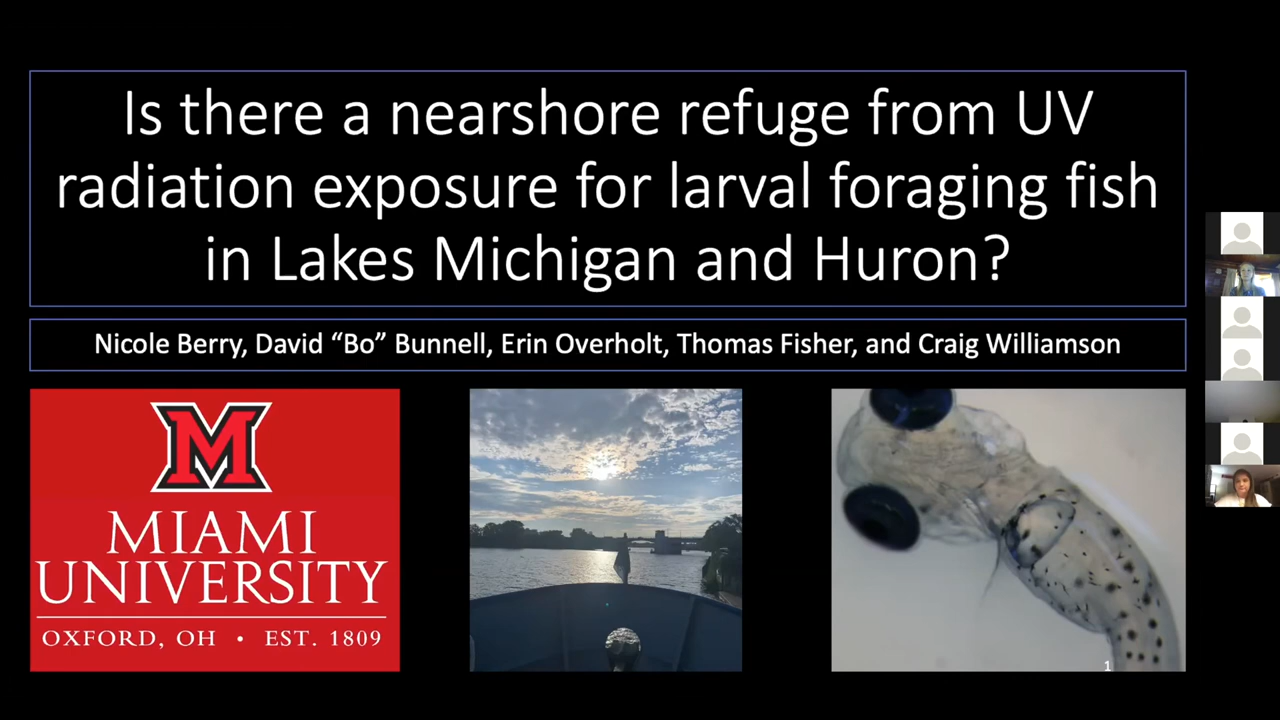 Is there a nearshore refuge from UV
radiation exposure for larval foraging fish
in Lakes Michigan and Huron?
Nicole Berry, David “Bo” Bunnell, Erin Overholt, Thomas Fisher, and Craig Williamson
M
MIAMI
UNIVERSITY
OXFORD, OH • EST. 1809
1